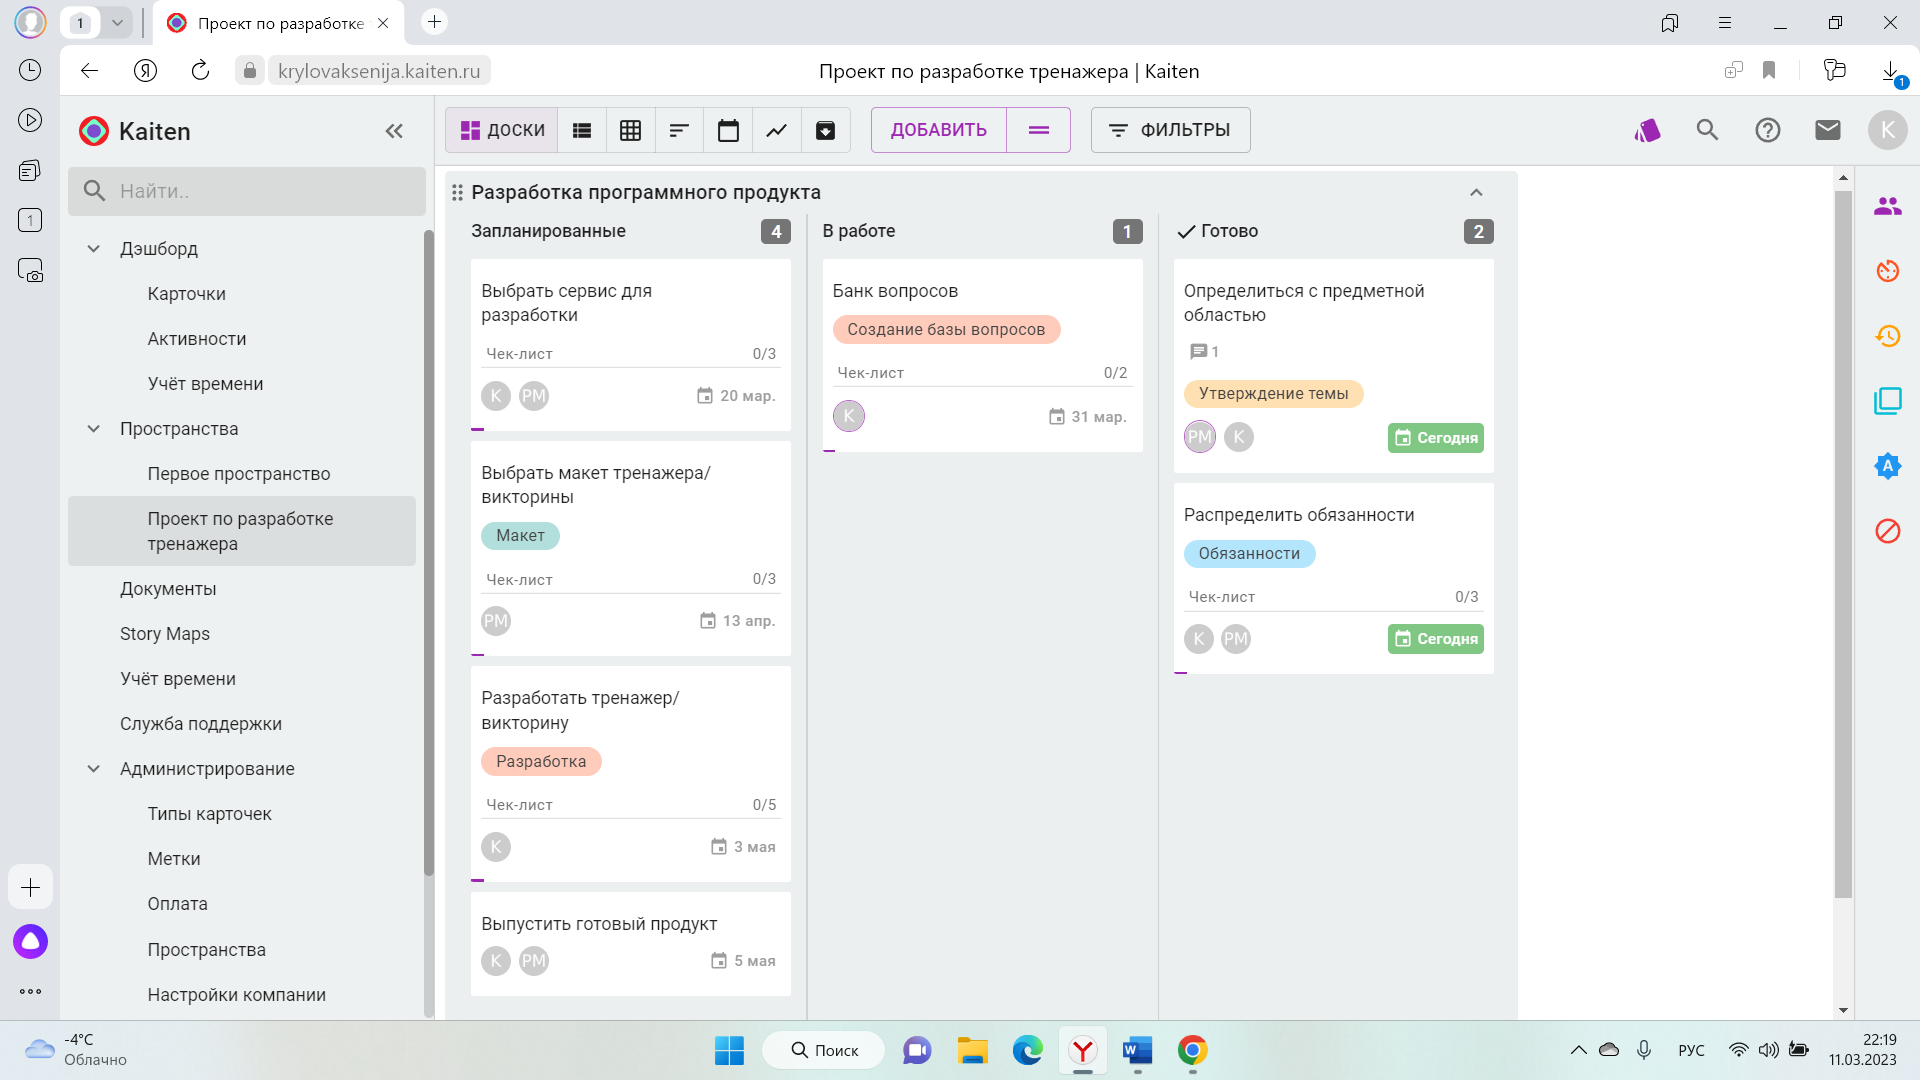 1
Проект по разработке
krylovaksenija.kaiten.ru
Проект по разработке тренажера | Kaiten
1
Kaiten
ДОСКИ
ДОБАВИТЬ
ФИЛЬТРЫ
K
Найти..
1
Дэшборд
Карточки
Активности
Учёт времени
Пространства
Первое пространство
Проект по разработке
тренажера
Документы
Story Maps
Учёт времени
Служба поддержки
Администрирование
Типы карточек
Метки
Оплата
Пространства
Настройки компании
Разработка программного продукта
Запланированные 4
Выбрать сервис для
разработки
Чек-лист 0/3
K PM 20 мар.
Выбрать макет тренажера/
викторины
Макет
Чек-лист 0/3
PM 13 апр.
Разработать тренажер/
викторину
Разработка
Чек-лист 0/5
K 3 мая
Выпустить готовый продукт
K PM 5 мая
В работе 1
Банк вопросов
Создание базы вопросов
Чек-лист 0/2
K 31 мар.
Готово 2
Определиться с предметной
областью
1
Утверждение темы
PM K Сегодня
Распределить обязанности
Обязанности
Чек-лист 0/3
K PM Сегодня
A
-4°C
Облачно
Поиск
РУС
22:19
11.03.2023